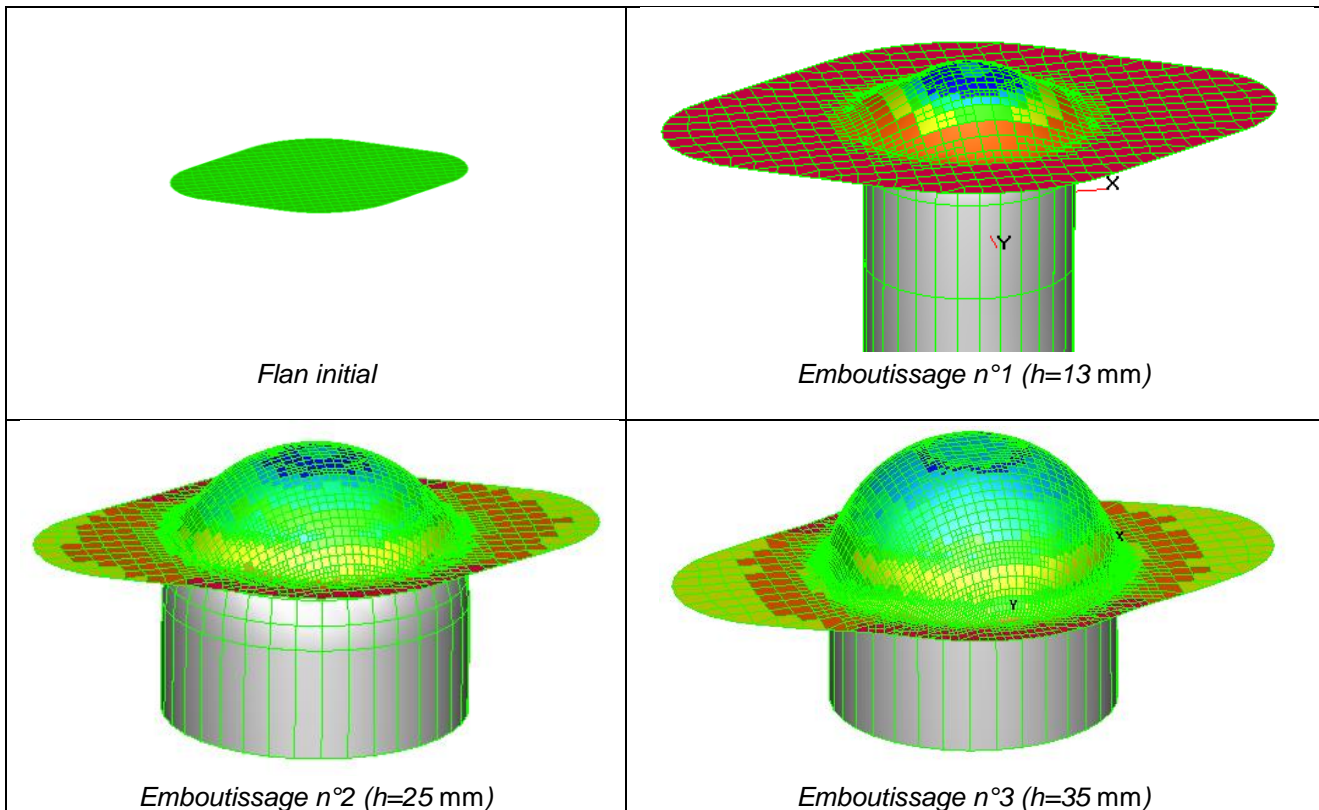 Flan initial
X
Y
Emboutissage n°1 (h=13 mm)
Emboutissage n°2 (h=25 mm)
X
Y
Emboutissage n°3 (h=35 mm)